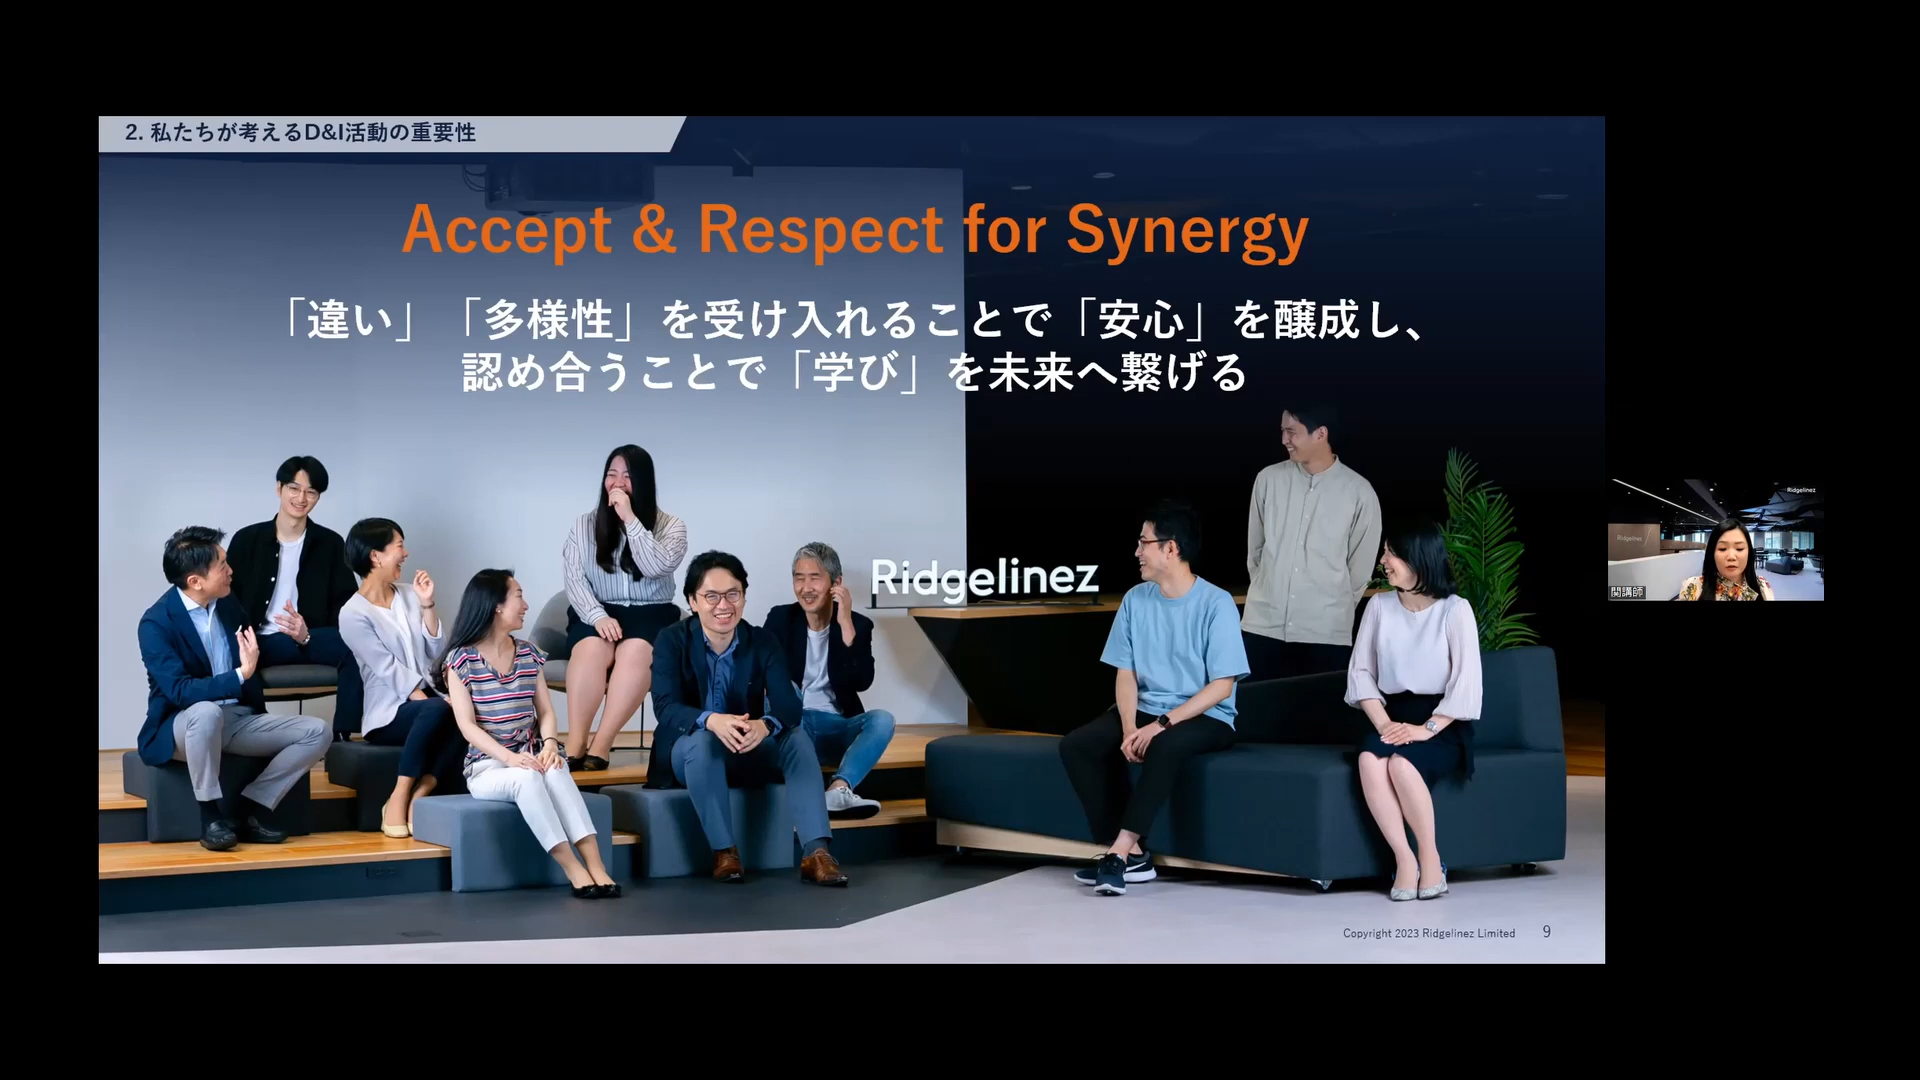 2. 私たちが考えるD&I活動の重要性
Accept & Respect for Synergy
「違い」「多様性」を受け入れることで「安心」を醸成し、
認め合うことで「学び」を未来へ繋げる
Ridgelinez
Copyright 2023 Ridgelinez Limited
9
Ridgelinez
Ridgelinez
関講師